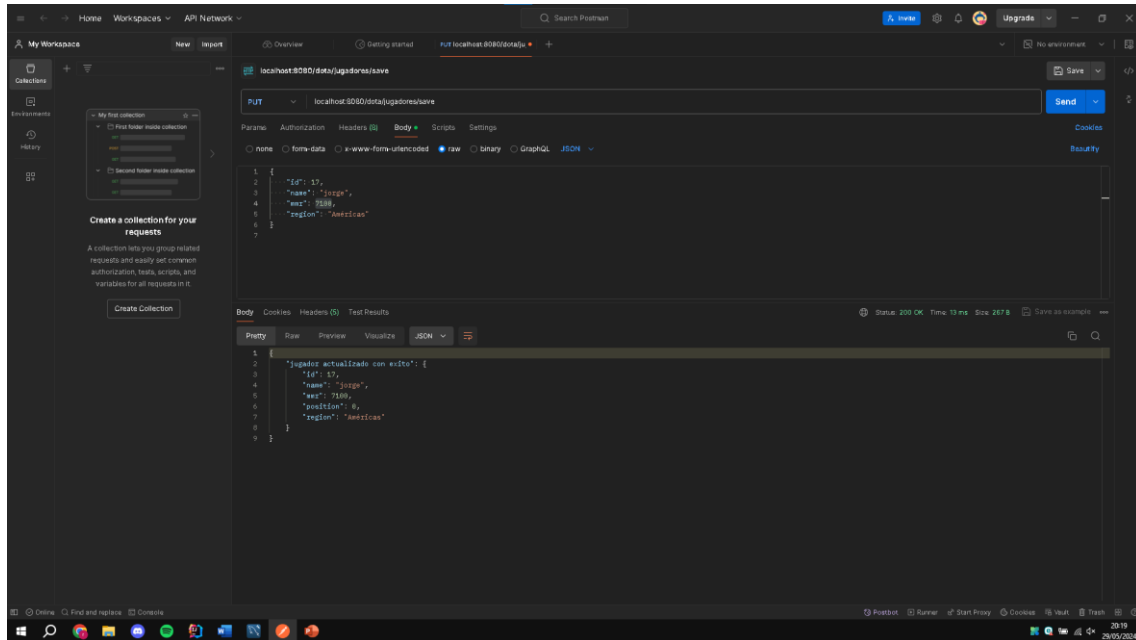 Home Workspaces API Network
Search Postman
Invite
Upgrade
My Workspace
New Import
Overview
Getting started
PUT localhost:8080/dota/ju
No environment
Collections
Environments
History
My first collection
First folder inside collection
Second folder inside collection
Create a collection for your
requests
A collection lets you group related
requests and easily set common
authorization, tests, scripts, and
variables for all requests in it.
Create Collection
localhost:8080/dota/jugadores/save
Save
PUT localhost:8080/dota/jugadores/save
Send
Params Authorization Headers (8) Body Scripts Settings
Cookies
none form-data x-www-form-urlencoded raw binary GraphQL JSON
Beautify
1 {
2 "id": 17,
3 "name": "jorge",
4 "mmr": 7100,
5 "region": "Américas"
6 }
7
Body Cookies Headers (5) Test Results
Status: 200 OK Time: 13 ms Size: 267 B Save as example
Pretty Raw Preview Visualize JSON
1 {
2 "jugador actualizado con exito": {
3 "id": 17,
4 "name": "jorge",
5 "mmr": 7100,
6 "position": 0,
7 "region": "Américas"
8 }
9 }
Online Find and replace Console
Postbot Runner Start Proxy Cookies Vault Trash
20:19
29/05/2024